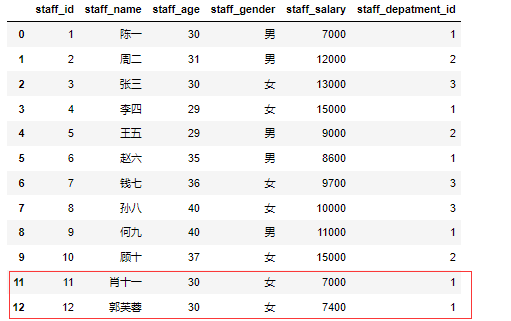 staff_id staff_name staff_age staff_gender staff_salary staff_depatment_id
0 1 陈一 30 男 7000 1
1 2 周二 31 男 12000 2
2 3 张三 30 女 13000 3
3 4 李四 29 女 15000 1
4 5 王五 29 男 9000 2
5 6 赵六 35 男 8600 1
6 7 钱七 36 女 9700 3
7 8 孙八 40 女 10000 3
8 9 何九 40 男 11000 1
9 10 顾十 37 女 15000 2
11 11 肖十一 30 女 7000 1
12 12 郭芙蓉 30 女 7400 1